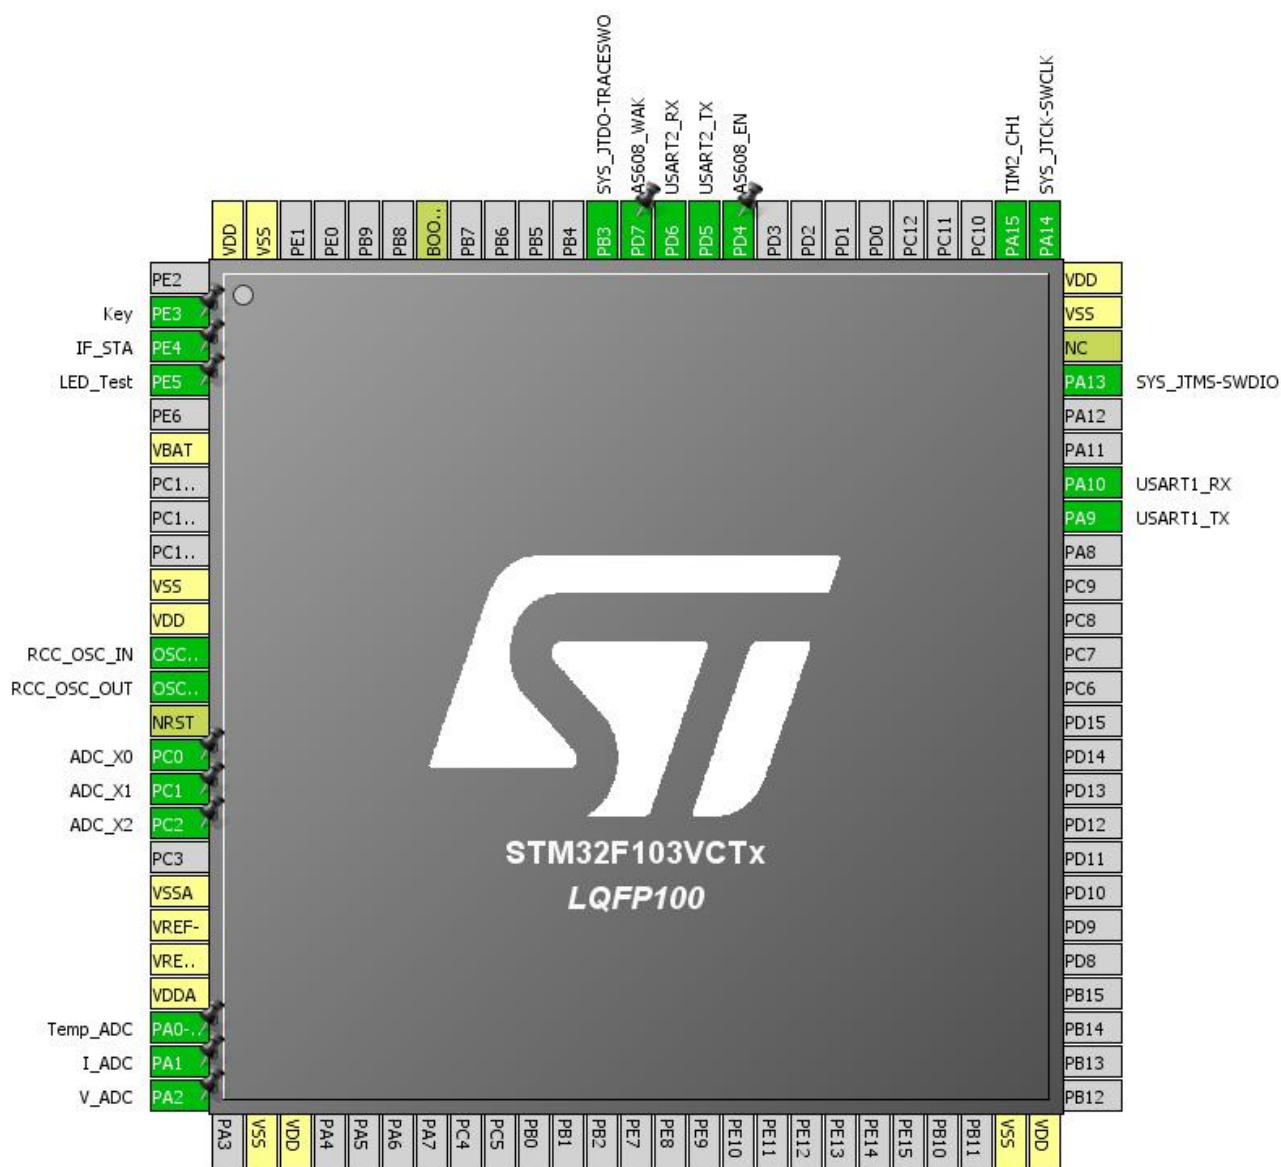 SYS_JTDO-TRACESWO
AS608_WAK
USART2_RX
USART2_TX
AS608_EN
TIM2_CH1
SYS_JTCK-SWCLK
VDD
VSS
PE1
PE0
PB9
PB8
BOO..
PB7
PB6
PB5
PB4
PB3
PD7
PD6
PD5
PD4
PD3
PD2
PD1
PD0
PC12
PC11
PC10
PA15
PA14
PE2
Key PE3
IF_STA PE4
LED_Test PE5
PE6
VBAT
PC1..
PC1..
PC1..
VSS
VDD
RCC_OSC_IN OSC..
RCC_OSC_OUT OSC..
NRST
ADC_X0 PC0
ADC_X1 PC1
ADC_X2 PC2
PC3
VSSA
VREF-
VRE..
VDDA
Temp_ADC PA0-..
I_ADC PA1
V_ADC PA2
ST
STM32F103VCTx
LQFP100
VDD
VSS
NC
PA13 SYS_JTMS-SWDIO
PA12
PA11
PA10 USART1_RX
PA9 USART1_TX
PA8
PC9
PC8
PC7
PC6
PD15
PD14
PD13
PD12
PD11
PD10
PD9
PD8
PB15
PB14
PB13
PB12
PA3
VSS
VDD
PA4
PA5
PA6
PA7
PC4
PC5
PB0
PB1
PB2
PE7
PE8
PE9
PE10
PE11
PE12
PE13
PE14
PE15
PB10
PB11
VSS
VDD